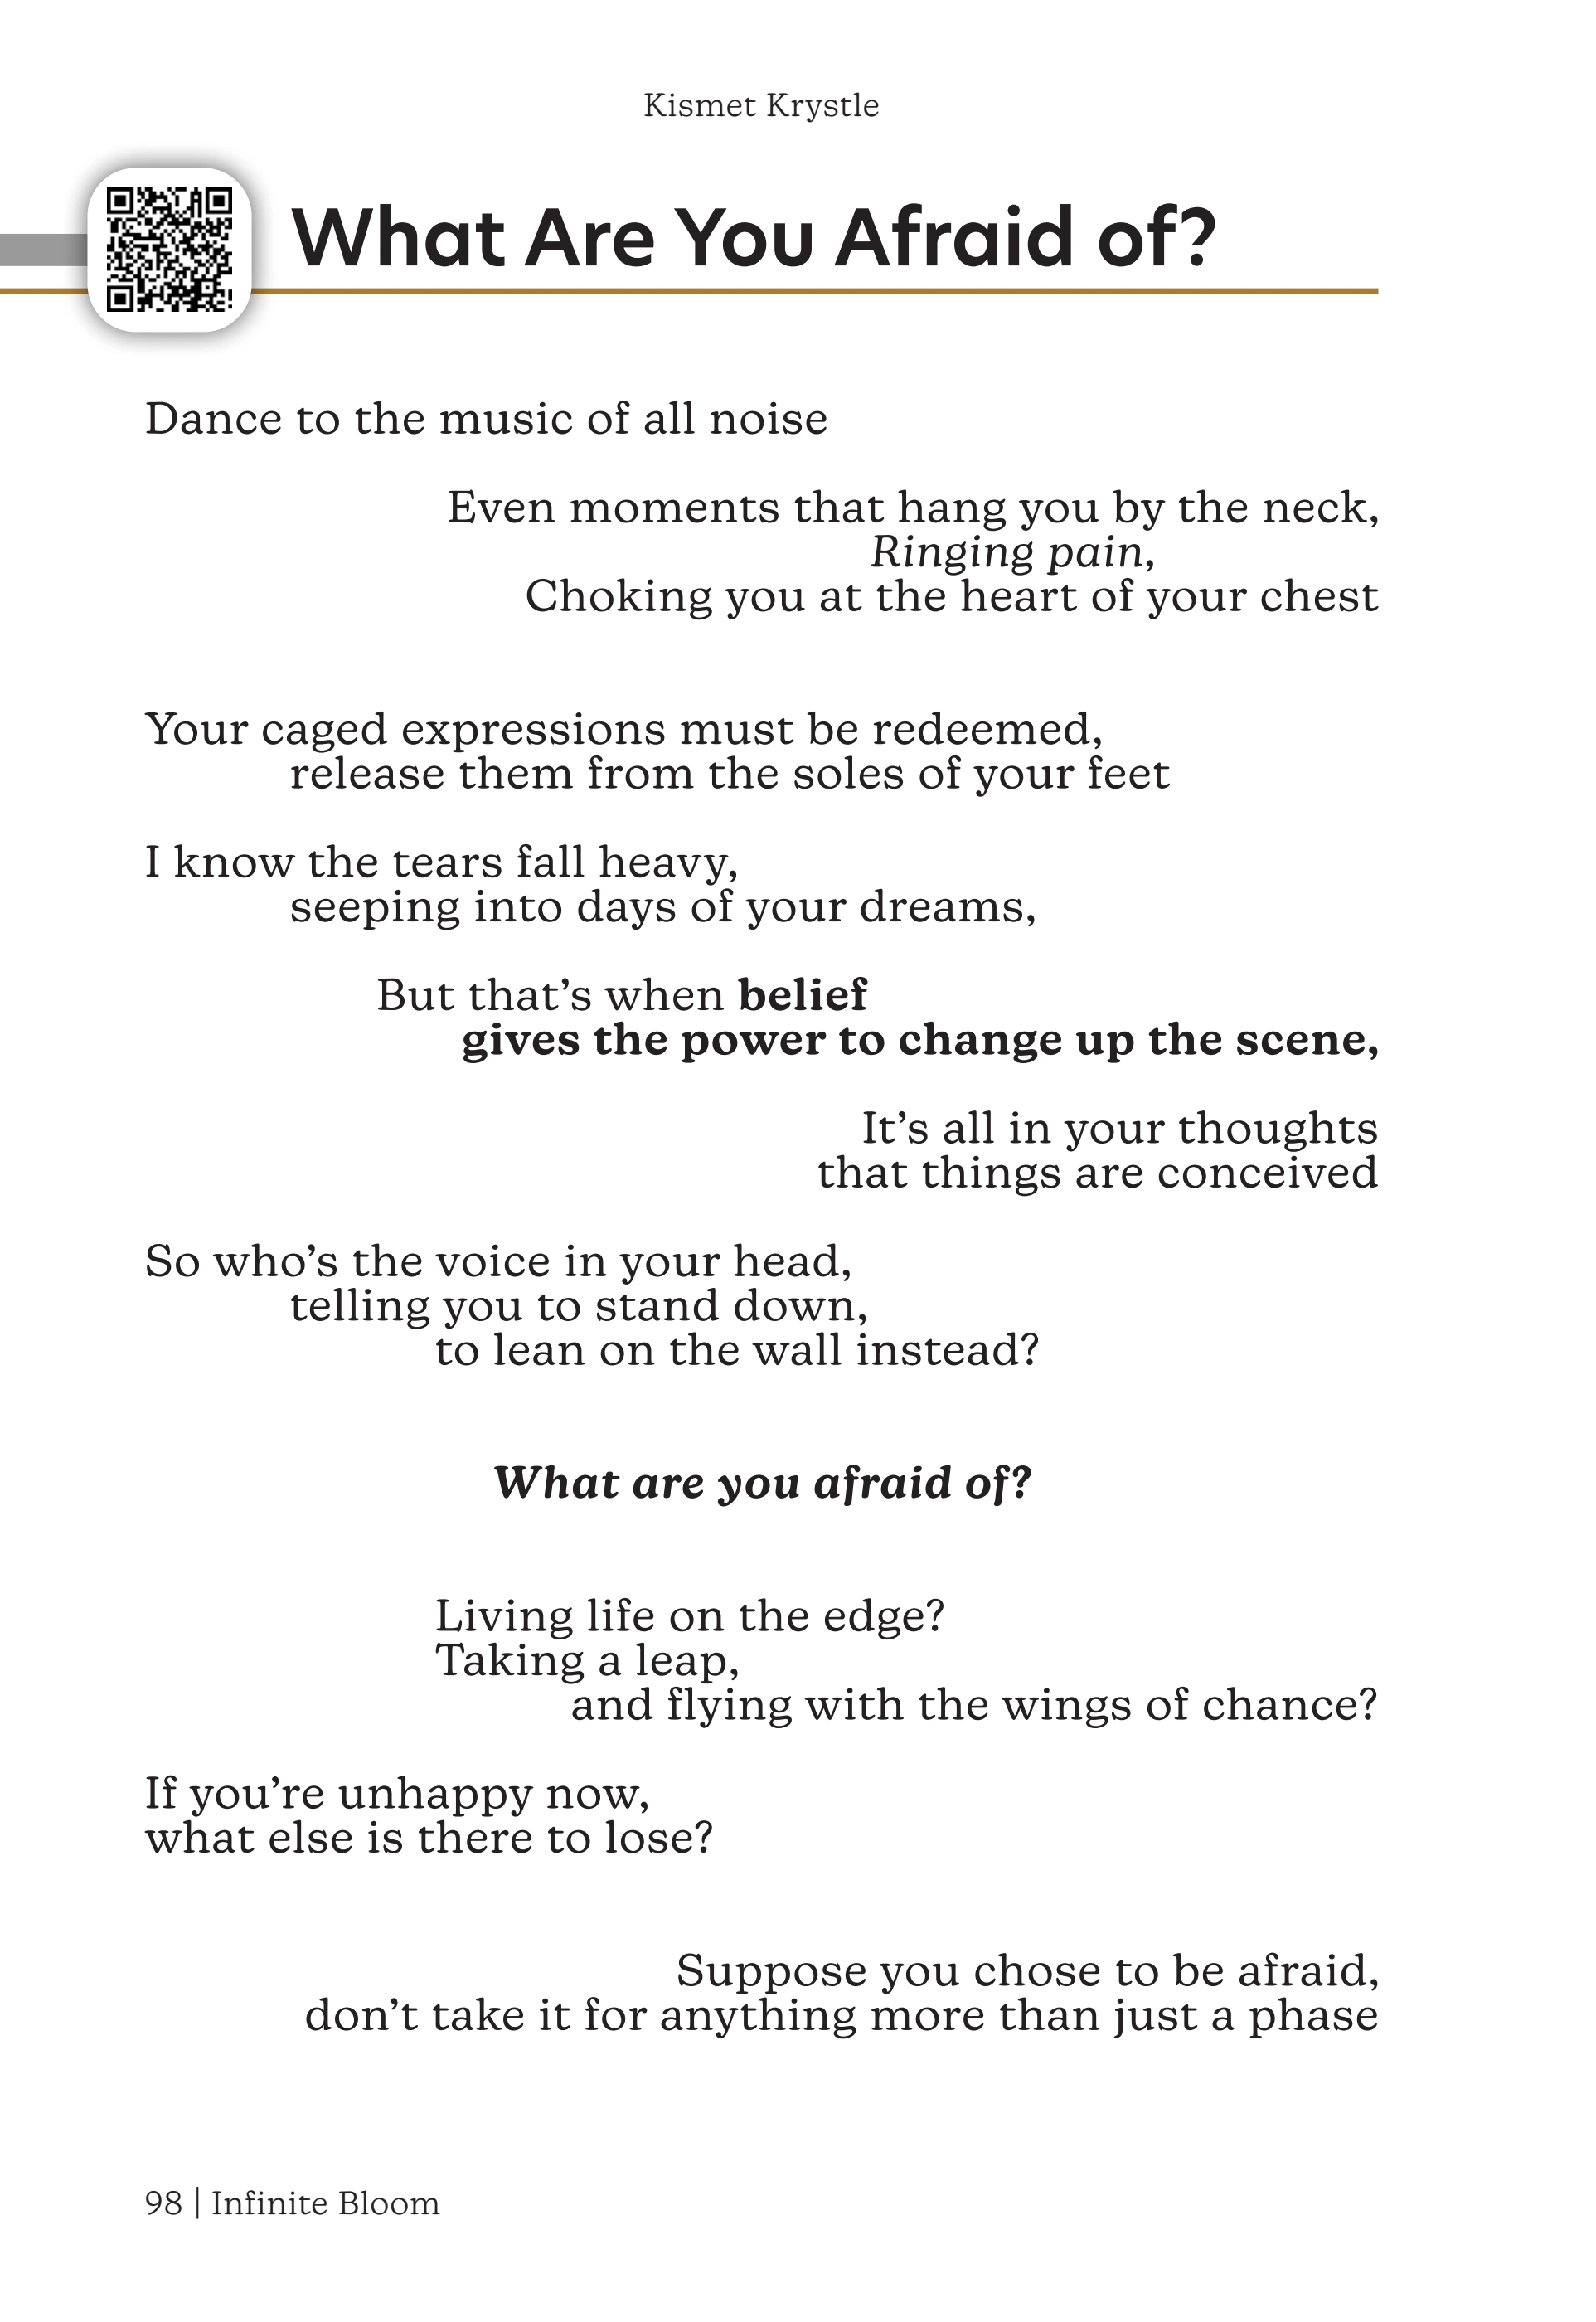 Kismet Krystle
What Are You Afraid of?
Dance to the music of all noise
Even moments that hang you by the neck,
Ringing pain,
Choking you at the heart of your chest
Your caged expressions must be redeemed,
release them from the soles of your feet
I know the tears fall heavy,
seeping into days of your dreams,
But that’s when belief
gives the power to change up the scene,
It’s all in your thoughts
that things are conceived
So who’s the voice in your head,
telling you to stand down,
to lean on the wall instead?
What are you afraid of?
Living life on the edge?
Taking a leap,
and flying with the wings of chance?
If you’re unhappy now,
what else is there to lose?
Suppose you chose to be afraid,
don’t take it for anything more than just a phase
98 | Infinite Bloom